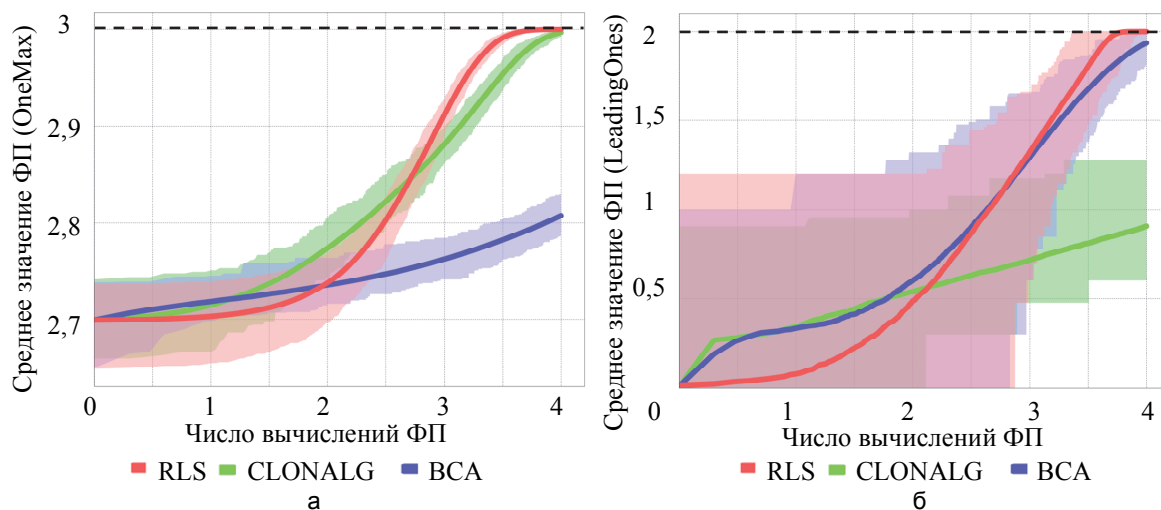 Среднее значение ФП (OneMax)
3
2,9
2,8
2,7
0 1 2 3 4
Число вычислений ФП
RLS CLONALG BCA
а
Среднее значение ФП (LeadingOnes)
2
1,5
1
0,5
0 1 2 3 4
Число вычислений ФП
RLS CLONALG BCA
б